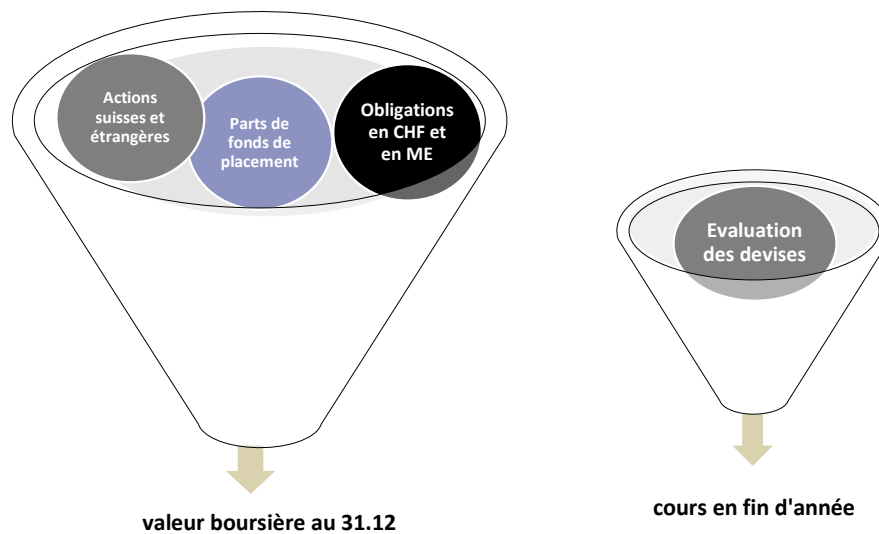 Actions
suisses et
étrangères
Parts de
fonds de
placement
Obligations
en CHF et
en ME
valeur boursière au 31.12
Evaluation
des devises
cours en fin d'année